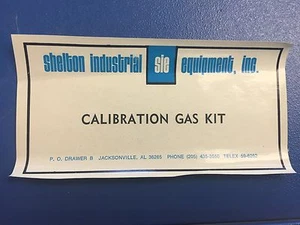 shelton industrial sie equipment, inc.
CALIBRATION GAS KIT
P. O. DRAWER B JACKSONVILLE, AL 36265 PHONE (205) TELEX